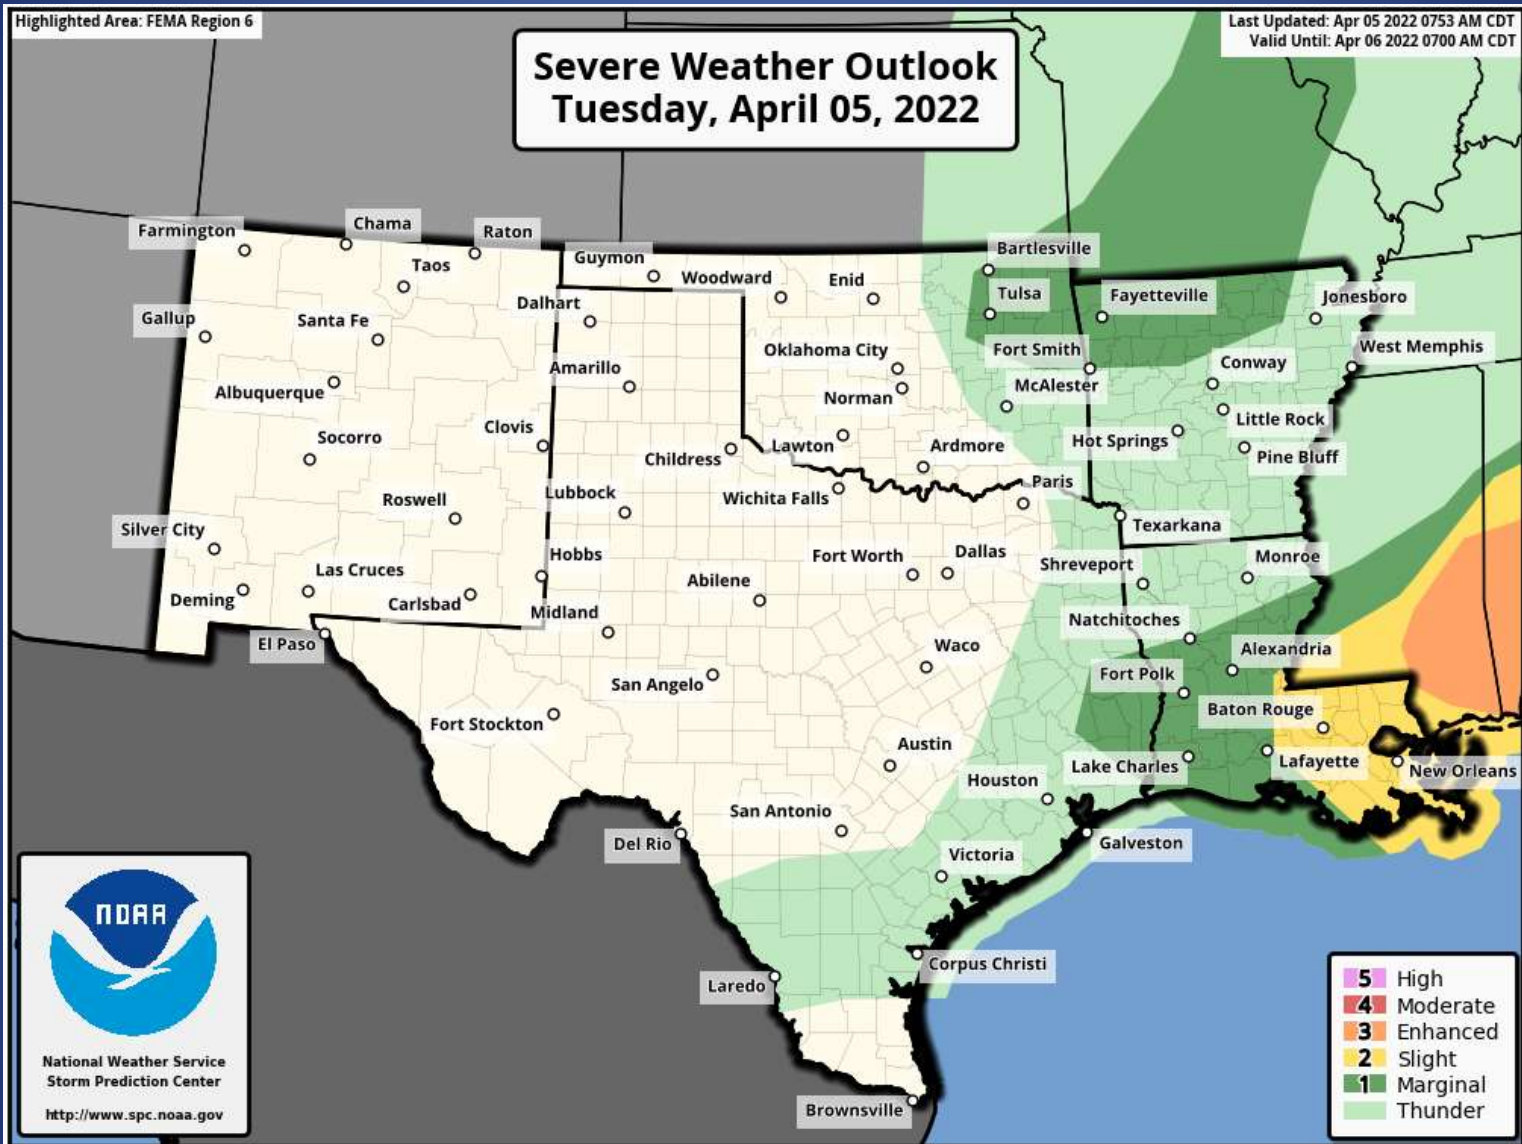 Highlighted Area: FEMA Region 6
Last Updated: Apr 05 2022 0753 AM CDT
Valid Until: Apr 06 2022 0700 AM CDT
Severe Weather Outlook
Tuesday, April 05, 2022
Farmington
Chama
Raton
Taos
Guymon
Woodward
Enid
Bartlesville
Gallup
Santa Fe
Dalhart
Tulsa
Fayetteville
Jonesboro
Albuquerque
Amarillo
Oklahoma City
Norman
Fort Smith
McAlester
Conway
West Memphis
Socorro
Clovis
Childress
Lawton
Ardmore
Hot Springs
Little Rock
Pine Bluff
Roswell
Lubbock
Wichita Falls
Paris
Texarkana
Silver City
Las Cruces
Deming
Carlsbad
Hobbs
Midland
Abilene
Fort Worth
Dallas
Shreveport
Monroe
El Paso
San Angelo
Waco
Natchitoches
Alexandria
Fort Polk
Fort Stockton
Austin
Baton Rouge
Houston
Lake Charles
Lafayette
New Orleans
San Antonio
Del Rio
Victoria
Galveston
Laredo
Corpus Christi
Brownsville
NOAA
National Weather Service
Storm Prediction Center
http://www.spc.noaa.gov
5 High
4 Moderate
3 Enhanced
2 Slight
1 Marginal
Thunder